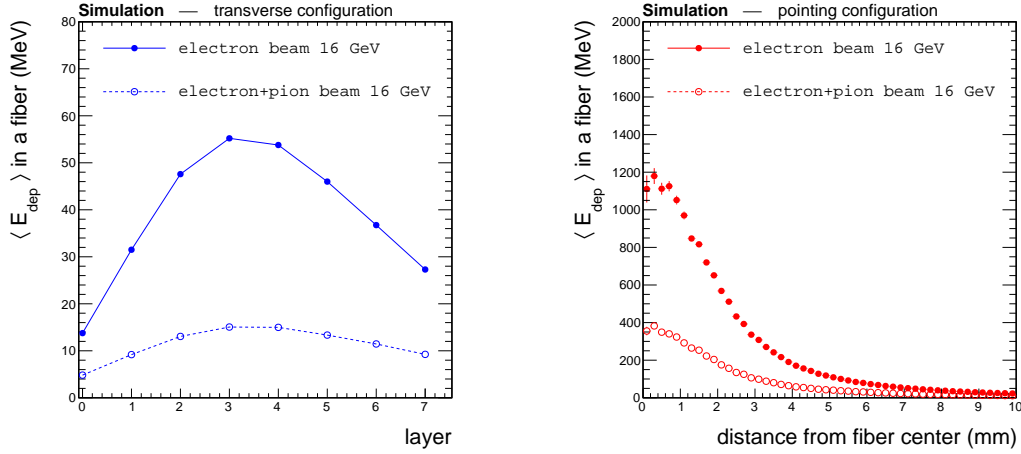 Simulation — transverse configuration
⟨ E_dep ⟩ in a fiber (MeV)
80
70
60
50
40
30
20
10
0
electron beam 16 GeV
electron+pion beam 16 GeV
0 1 2 3 4 5 6 7
layer
Simulation — pointing configuration
⟨ E_dep ⟩ in a fiber (MeV)
2000
1800
1600
1400
1200
1000
800
600
400
200
0
electron beam 16 GeV
electron+pion beam 16 GeV
0 1 2 3 4 5 6 7 8 9 10
distance from fiber center (mm)